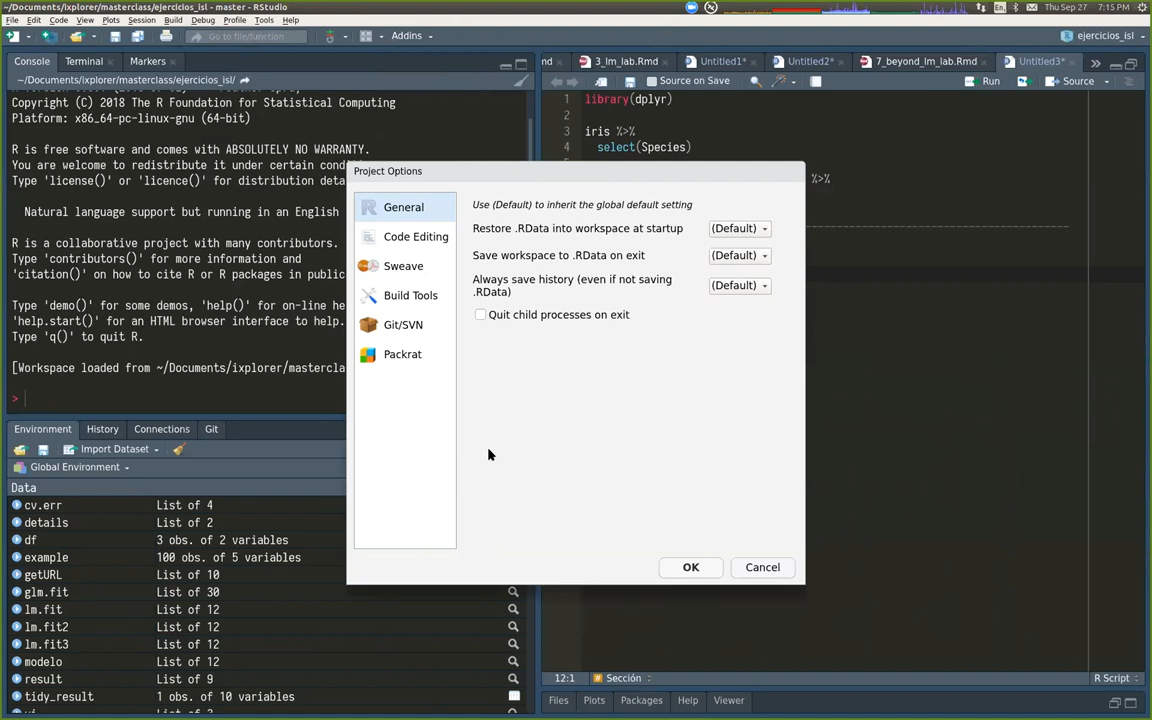 ~/Documents/ixplorer/masterclass/ejercicios_isl - master - RStudio
Thu Sep 27 7:15 PM
En
File Edit Code View Plots Session Build Debug Profile Tools Help
Go to file/function
Addins
ejercicios_isl
Console Terminal Markers
md 3_lm_lab.Rmd Untitled1* Untitled2* 7_beyond_lm_lab.Rmd Untitled3*
~/Documents/ixplorer/masterclass/ejercicios_isl/
Source on Save Run Source
Copyright (C) 2018 The R Foundation for Statistical Computing
Platform: x86_64-pc-linux-gnu (64-bit)
R is free software and comes with ABSOLUTELY NO WARRANTY.
You are welcome to redistribute it under certain cond
Type 'license()' or 'licence()' for distribution deta
Natural language support but running in an English
R is a collaborative project with many contributors.
Type 'contributors()' for more information and
'citation()' on how to cite R or R packages in public
Type 'demo()' for some demos, 'help()' for on-line he
'help.start()' for an HTML browser interface to help.
Type 'q()' to quit R.
[Workspace loaded from ~/Documents/ixplorer/mastercla
>
1 library(dplyr)
2
3 iris %>%
4 select(Species)
%>%
Project Options
General
Code Editing
Sweave
Build Tools
Git/SVN
Packrat
Use (Default) to inherit the global default setting
Restore .RData into workspace at startup (Default)
Save workspace to .RData on exit (Default)
Always save history (even if not saving
.RData) (Default)
Quit child processes on exit
OK Cancel
Environment History Connections Git
Import Dataset
Global Environment
Data
cv.err List of 4
details List of 2
df 3 obs. of 2 variables
example 100 obs. of 5 variables
getURL List of 10
glm.fit List of 30
lm.fit List of 12
lm.fit2 List of 12
lm.fit3 List of 12
modelo List of 12
result List of 9
tidy_result 1 obs. of 10 variables
12:1 # Sección R Script
Files Plots Packages Help Viewer